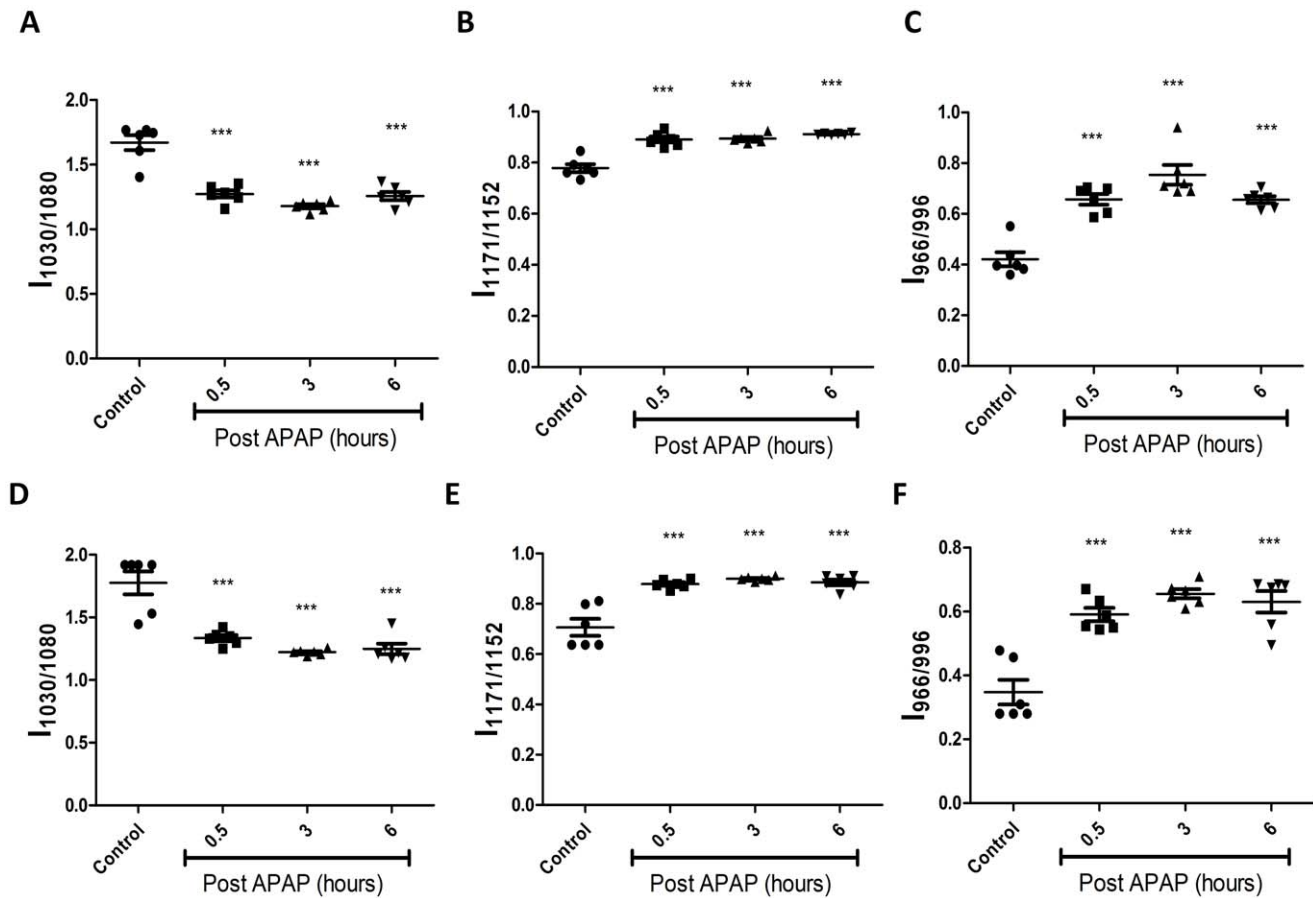 A
I1030/1080
2.0
1.5
1.0
0.5
0.0
***
***
***
Control
0.5
3
6
Post APAP (hours)
B
I1171/1152
1.0
0.8
0.6
0.4
0.2
0.0
***
***
***
Control
0.5
3
6
Post APAP (hours)
C
I966/996
1.0
0.8
0.6
0.4
0.2
0.0
***
***
***
Control
0.5
3
6
Post APAP (hours)
D
I1030/1080
2.0
1.5
1.0
0.5
0.0
***
***
***
Control
0.5
3
6
Post APAP (hours)
E
I1171/1152
1.0
0.8
0.6
0.4
0.2
0.0
***
***
***
Control
0.5
3
6
Post APAP (hours)
F
I966/996
0.8
0.6
0.4
0.2
0.0
***
***
***
Control
0.5
3
6
Post APAP (hours)